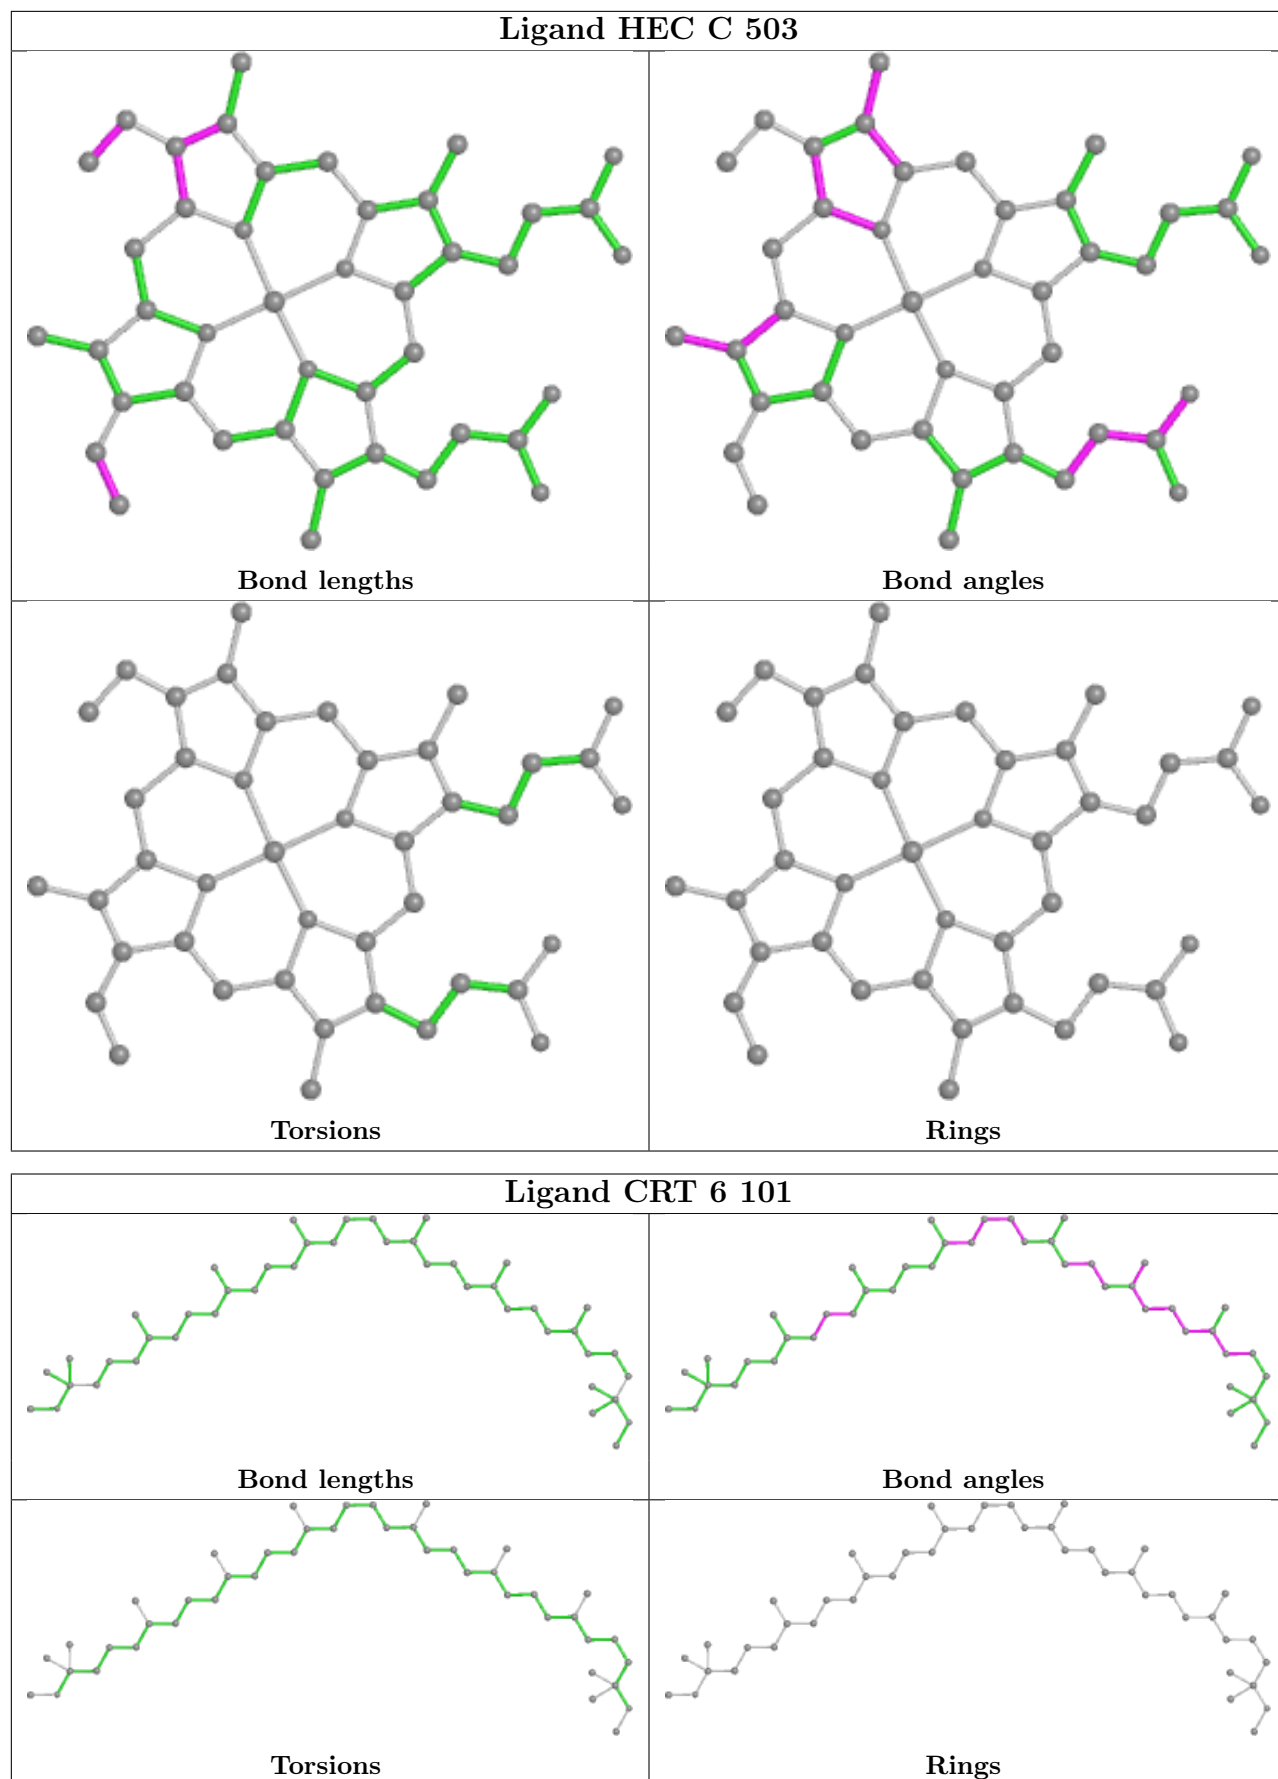 Ligand HEC C 503
Bond lengths
Bond angles
Torsions
Rings
Ligand CRT 6 101
Bond lengths
Bond angles
Torsions
Rings